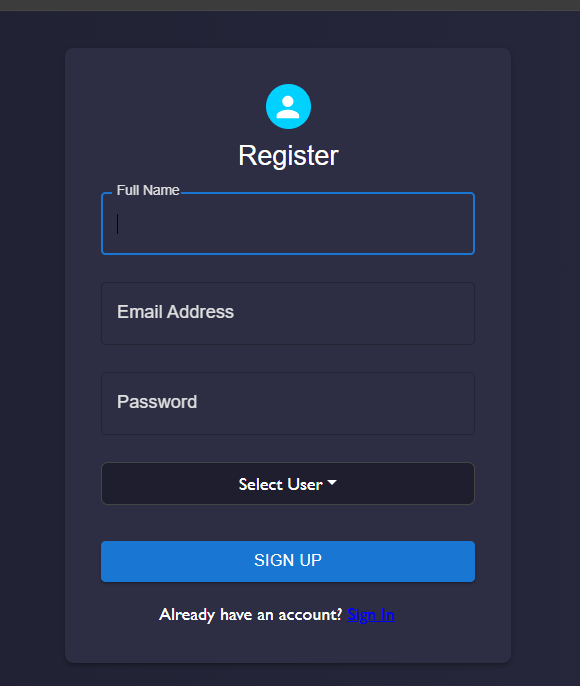 Register
Full Name
Email Address
Password
Select User
SIGN UP
Already have an account? Sign In